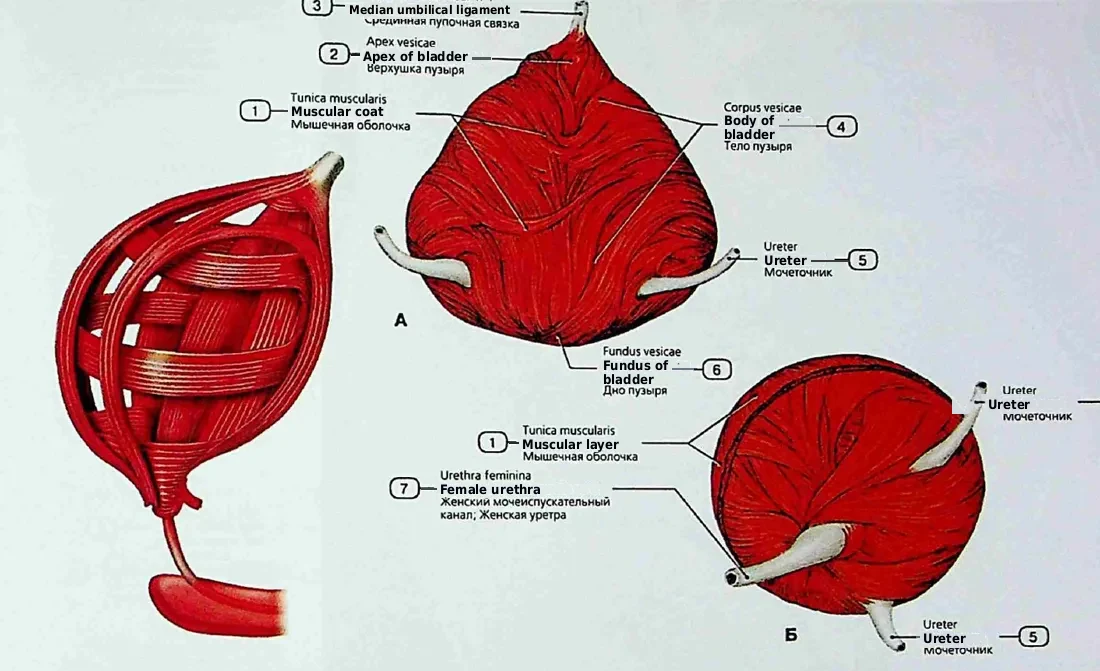 3
Median umbilical ligament
Срединная пупочная связка
Apex vesicae
2
Apex of bladder
Верхушка пузыря
Tunica muscularis
1
Muscular coat
Мышечная оболочка
Corpus vesicae
Body of
bladder
4
Тело пузыря
Ureter
Ureter
5
Мочеточник
А
Fundus vesicae
Fundus of
bladder
6
Дно пузыря
Ureter
Ureter
Мочеточник
Tunica muscularis
1
Muscular layer
Мышечная оболочка
Urethra feminina
7
Female urethra
Женский мочеиспускательный
канал; Женская уретра
Б
Ureter
Ureter
5
Мочеточник